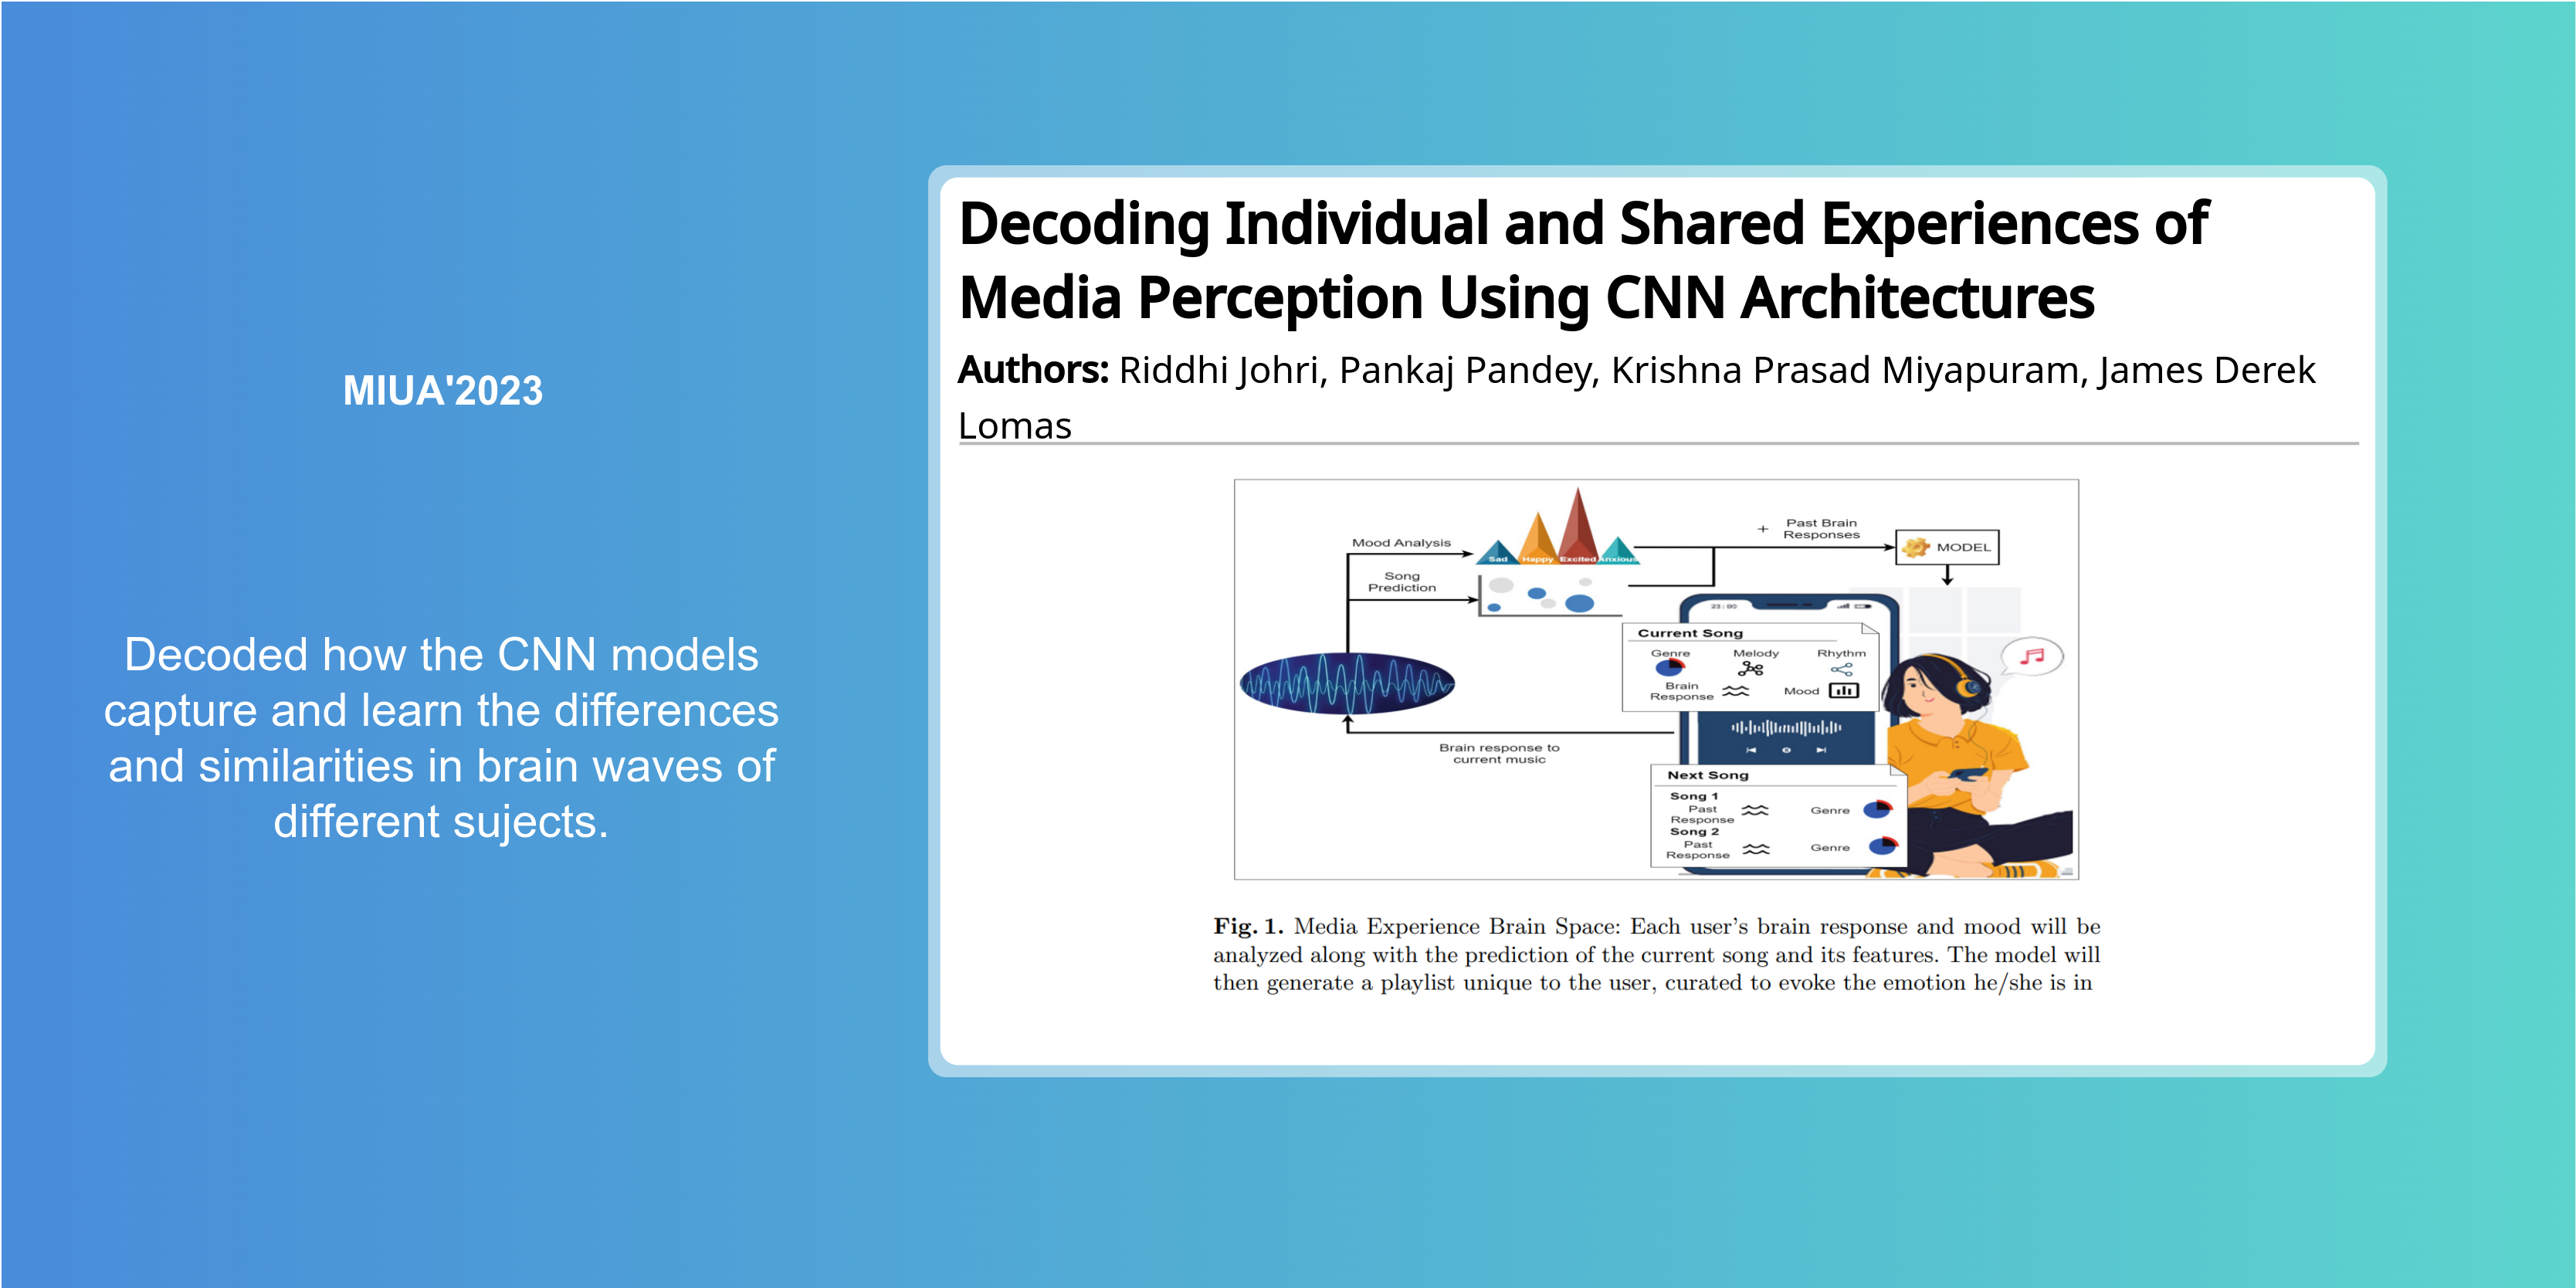 MIUA'2023
Decoded how the CNN models
capture and learn the differences
and similarities in brain waves of
different sujects.
Decoding Individual and Shared Experiences of
Media Perception Using CNN Architectures
Authors: Riddhi Johri, Pankaj Pandey, Krishna Prasad Miyapuram, James Derek
Lomas
Mood Analysis
Song
Prediction
Sad Happy Excited Anxious
+ Past Brain
Responses
MODEL
23:00
Current Song
Genre Melody Rhythm
Brain
Response
Mood
Brain response to
current music
Next Song
Song 1
Past
Response
Genre
Song 2
Past
Response
Genre
Fig. 1. Media Experience Brain Space: Each user's brain response and mood will be
analyzed along with the prediction of the current song and its features. The model will
then generate a playlist unique to the user, curated to evoke the emotion he/she is in